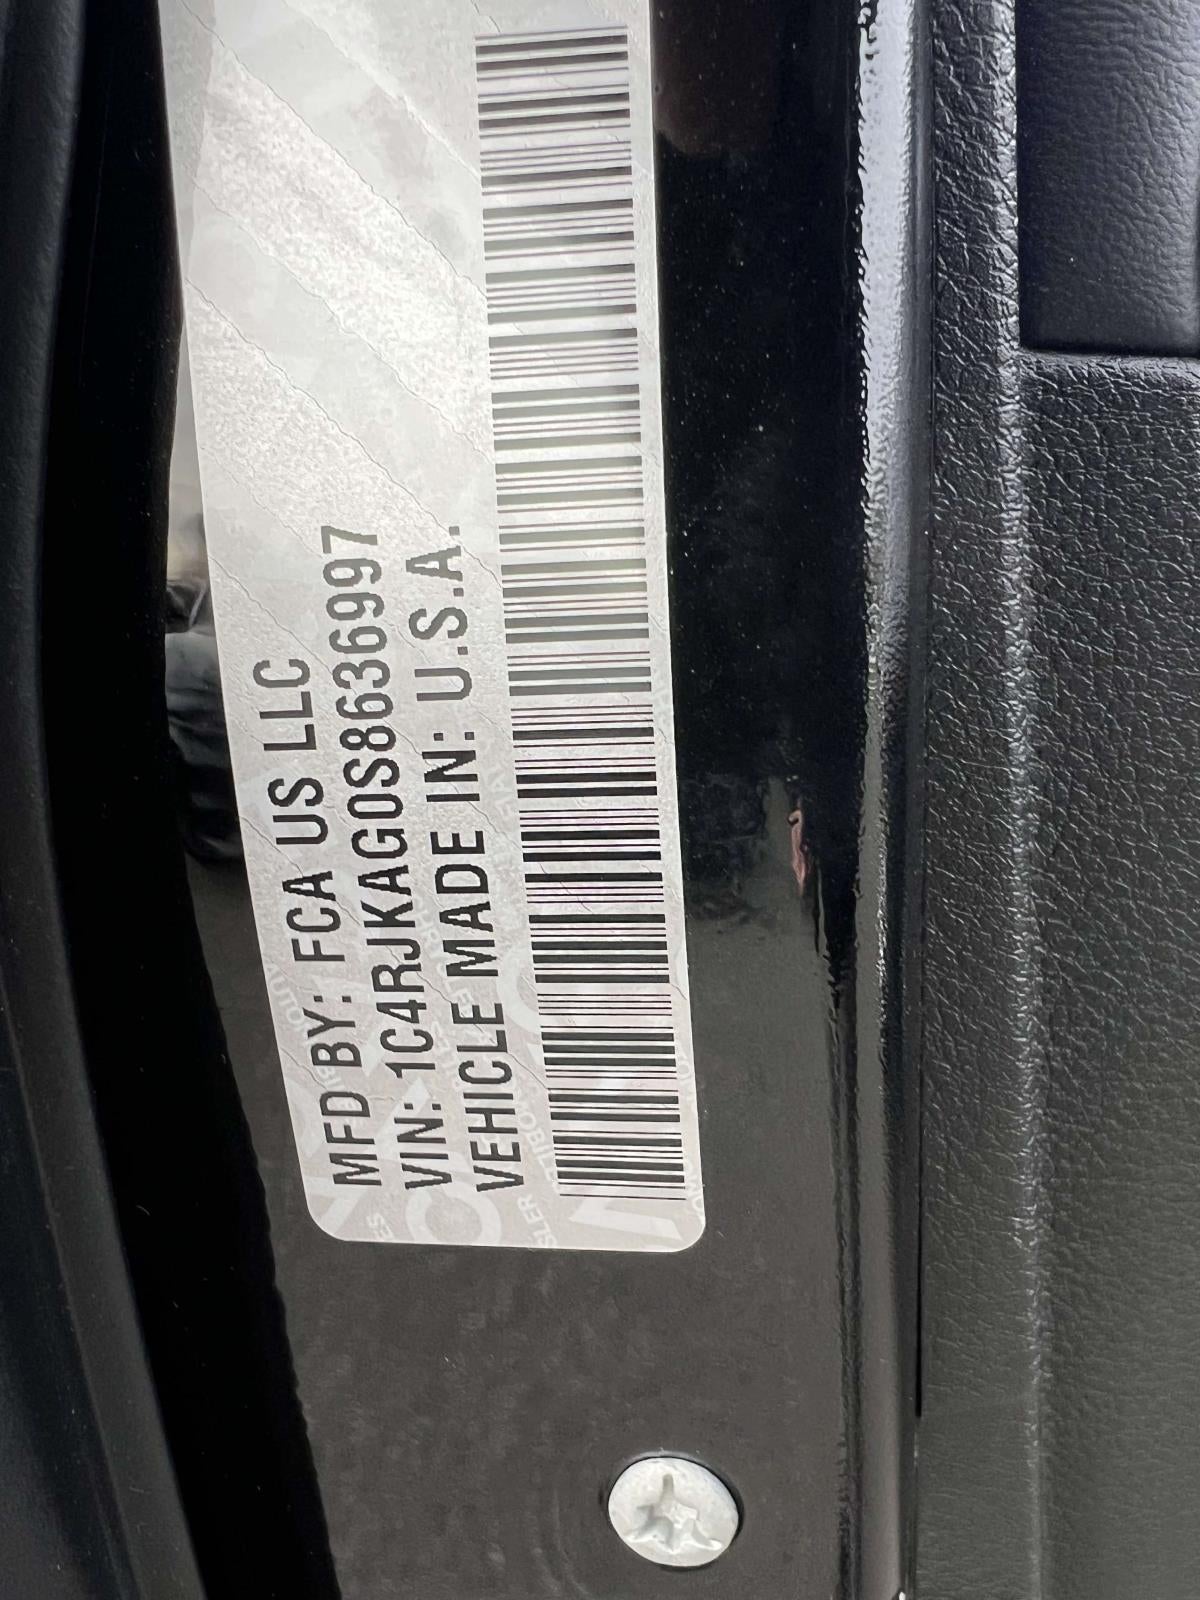 MFD BY: FCA US LLC
VIN: 1C4RJKAG0S8636997
VEHICLE MADE IN: U.S.A.